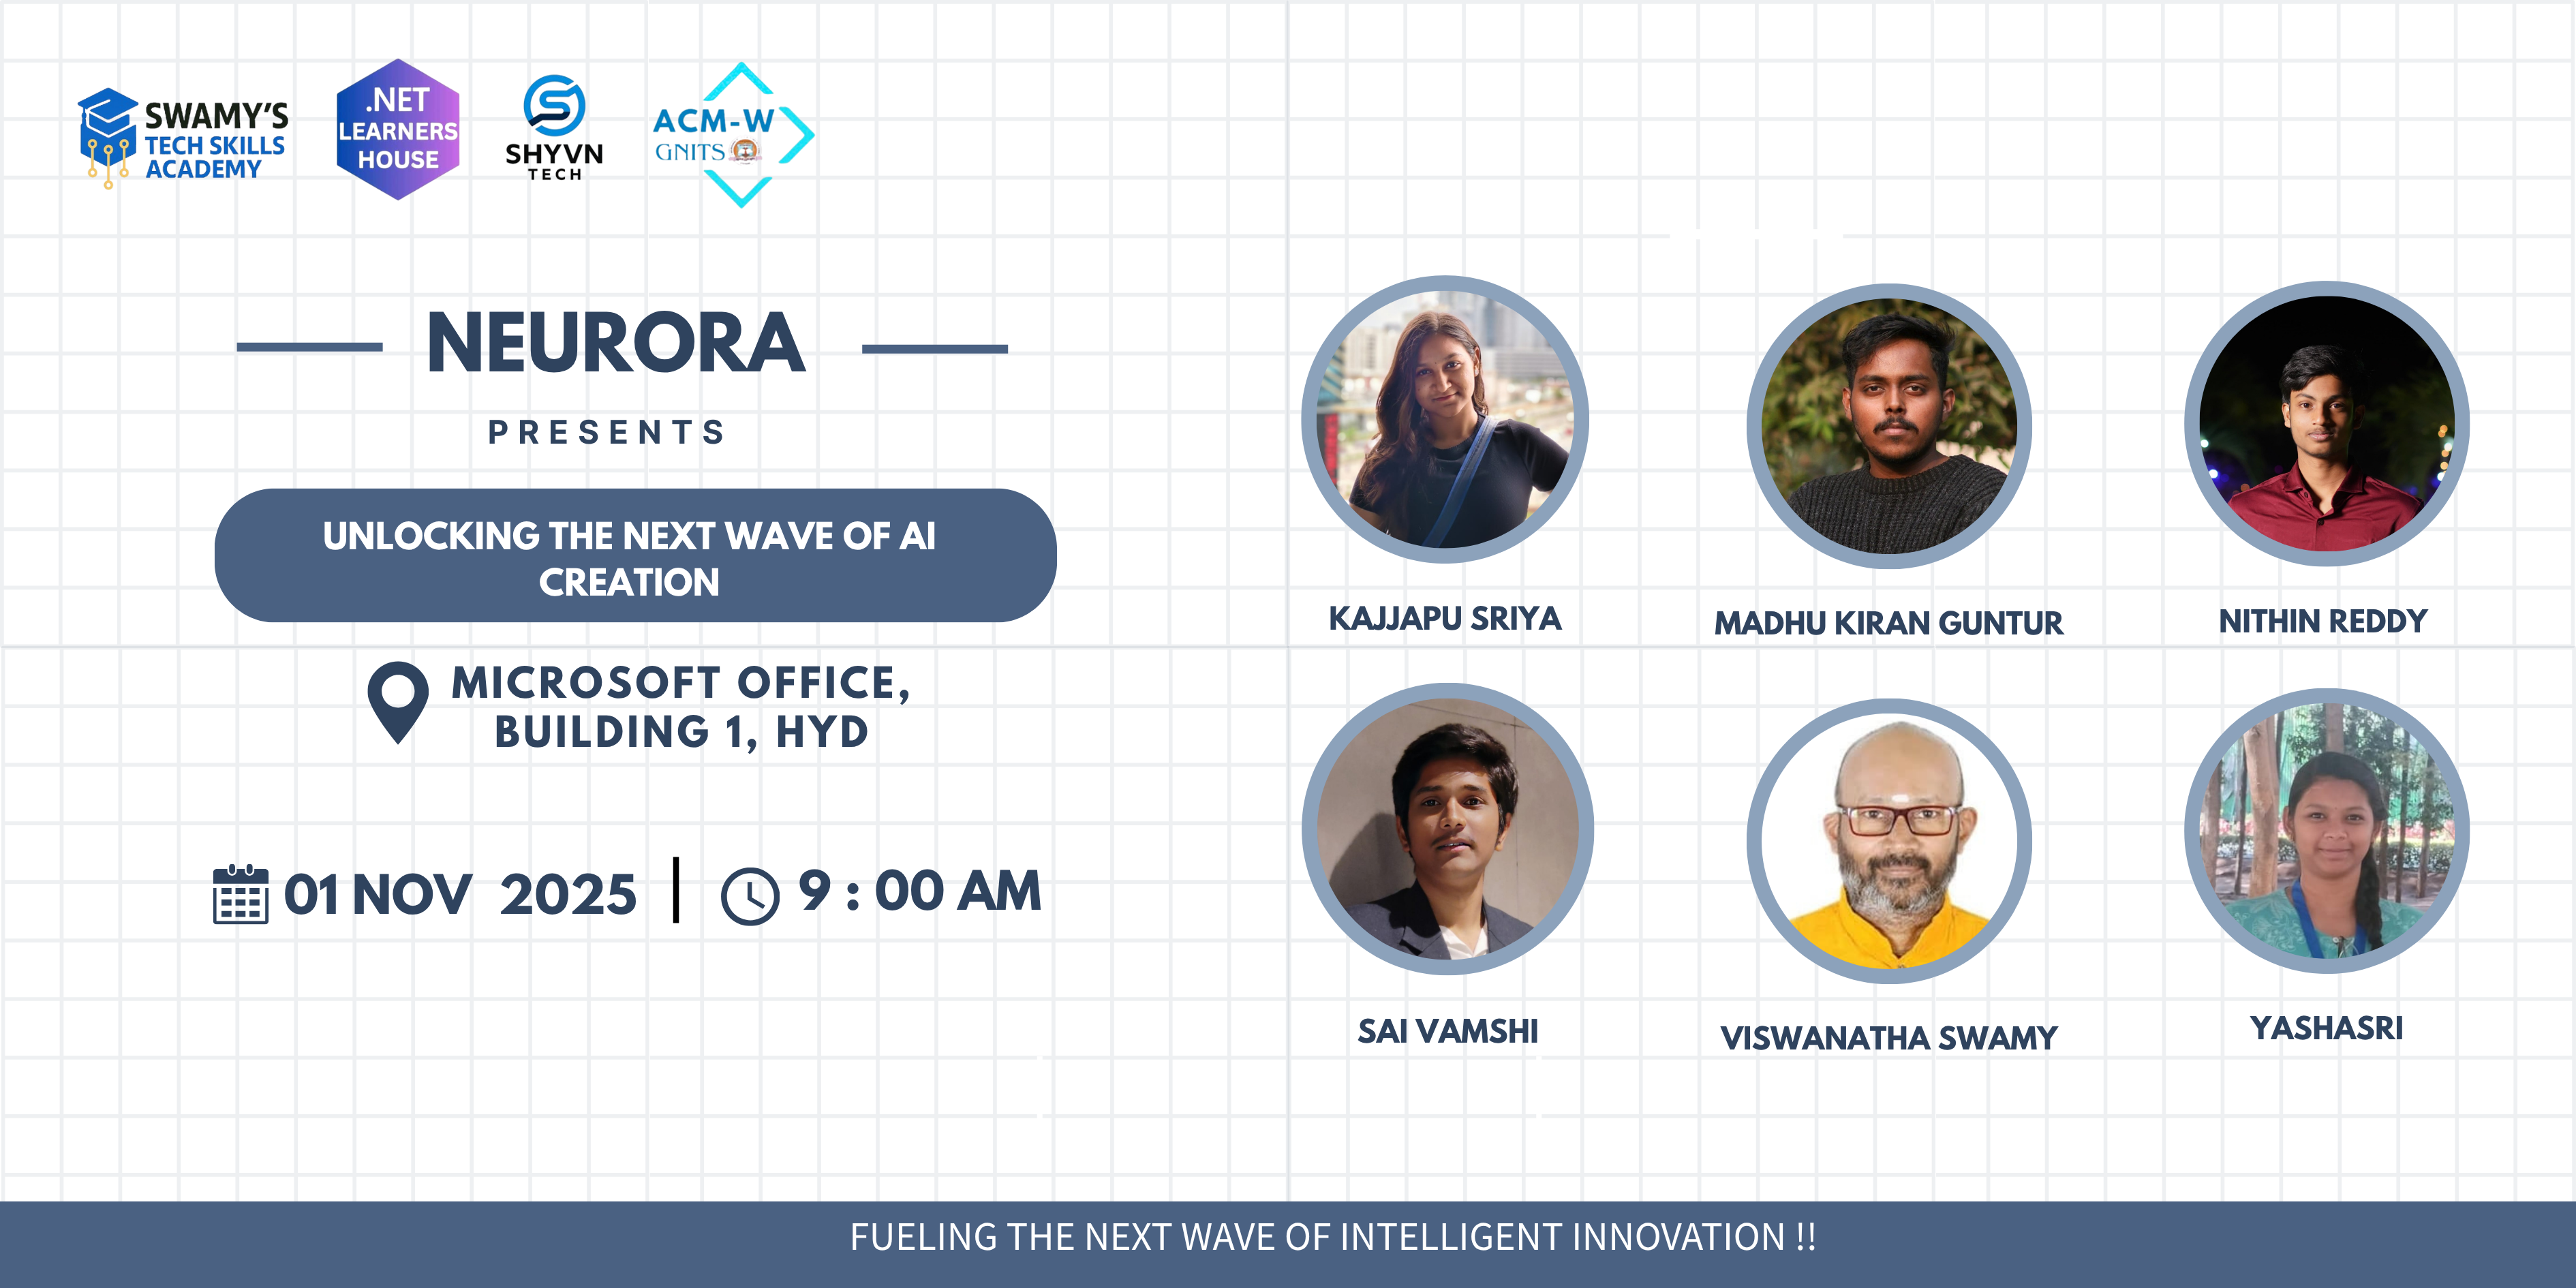 SWAMY'S
TECH SKILLS
ACADEMY
.NET
LEARNERS
HOUSE
SHYVN
TECH
ACM-W
GNITS
NEURORA
PRESENTS
UNLOCKING THE NEXT WAVE OF AI
CREATION
MICROSOFT OFFICE,
BUILDING 1, HYD
01 NOV 2025
9 : 00 AM
KAJJAPU SRIYA
MADHU KIRAN GUNTUR
NITHIN REDDY
SAI VAMSHI
VISWANATHA SWAMY
YASHASRI
FUELING THE NEXT WAVE OF INTELLIGENT INNOVATION !!